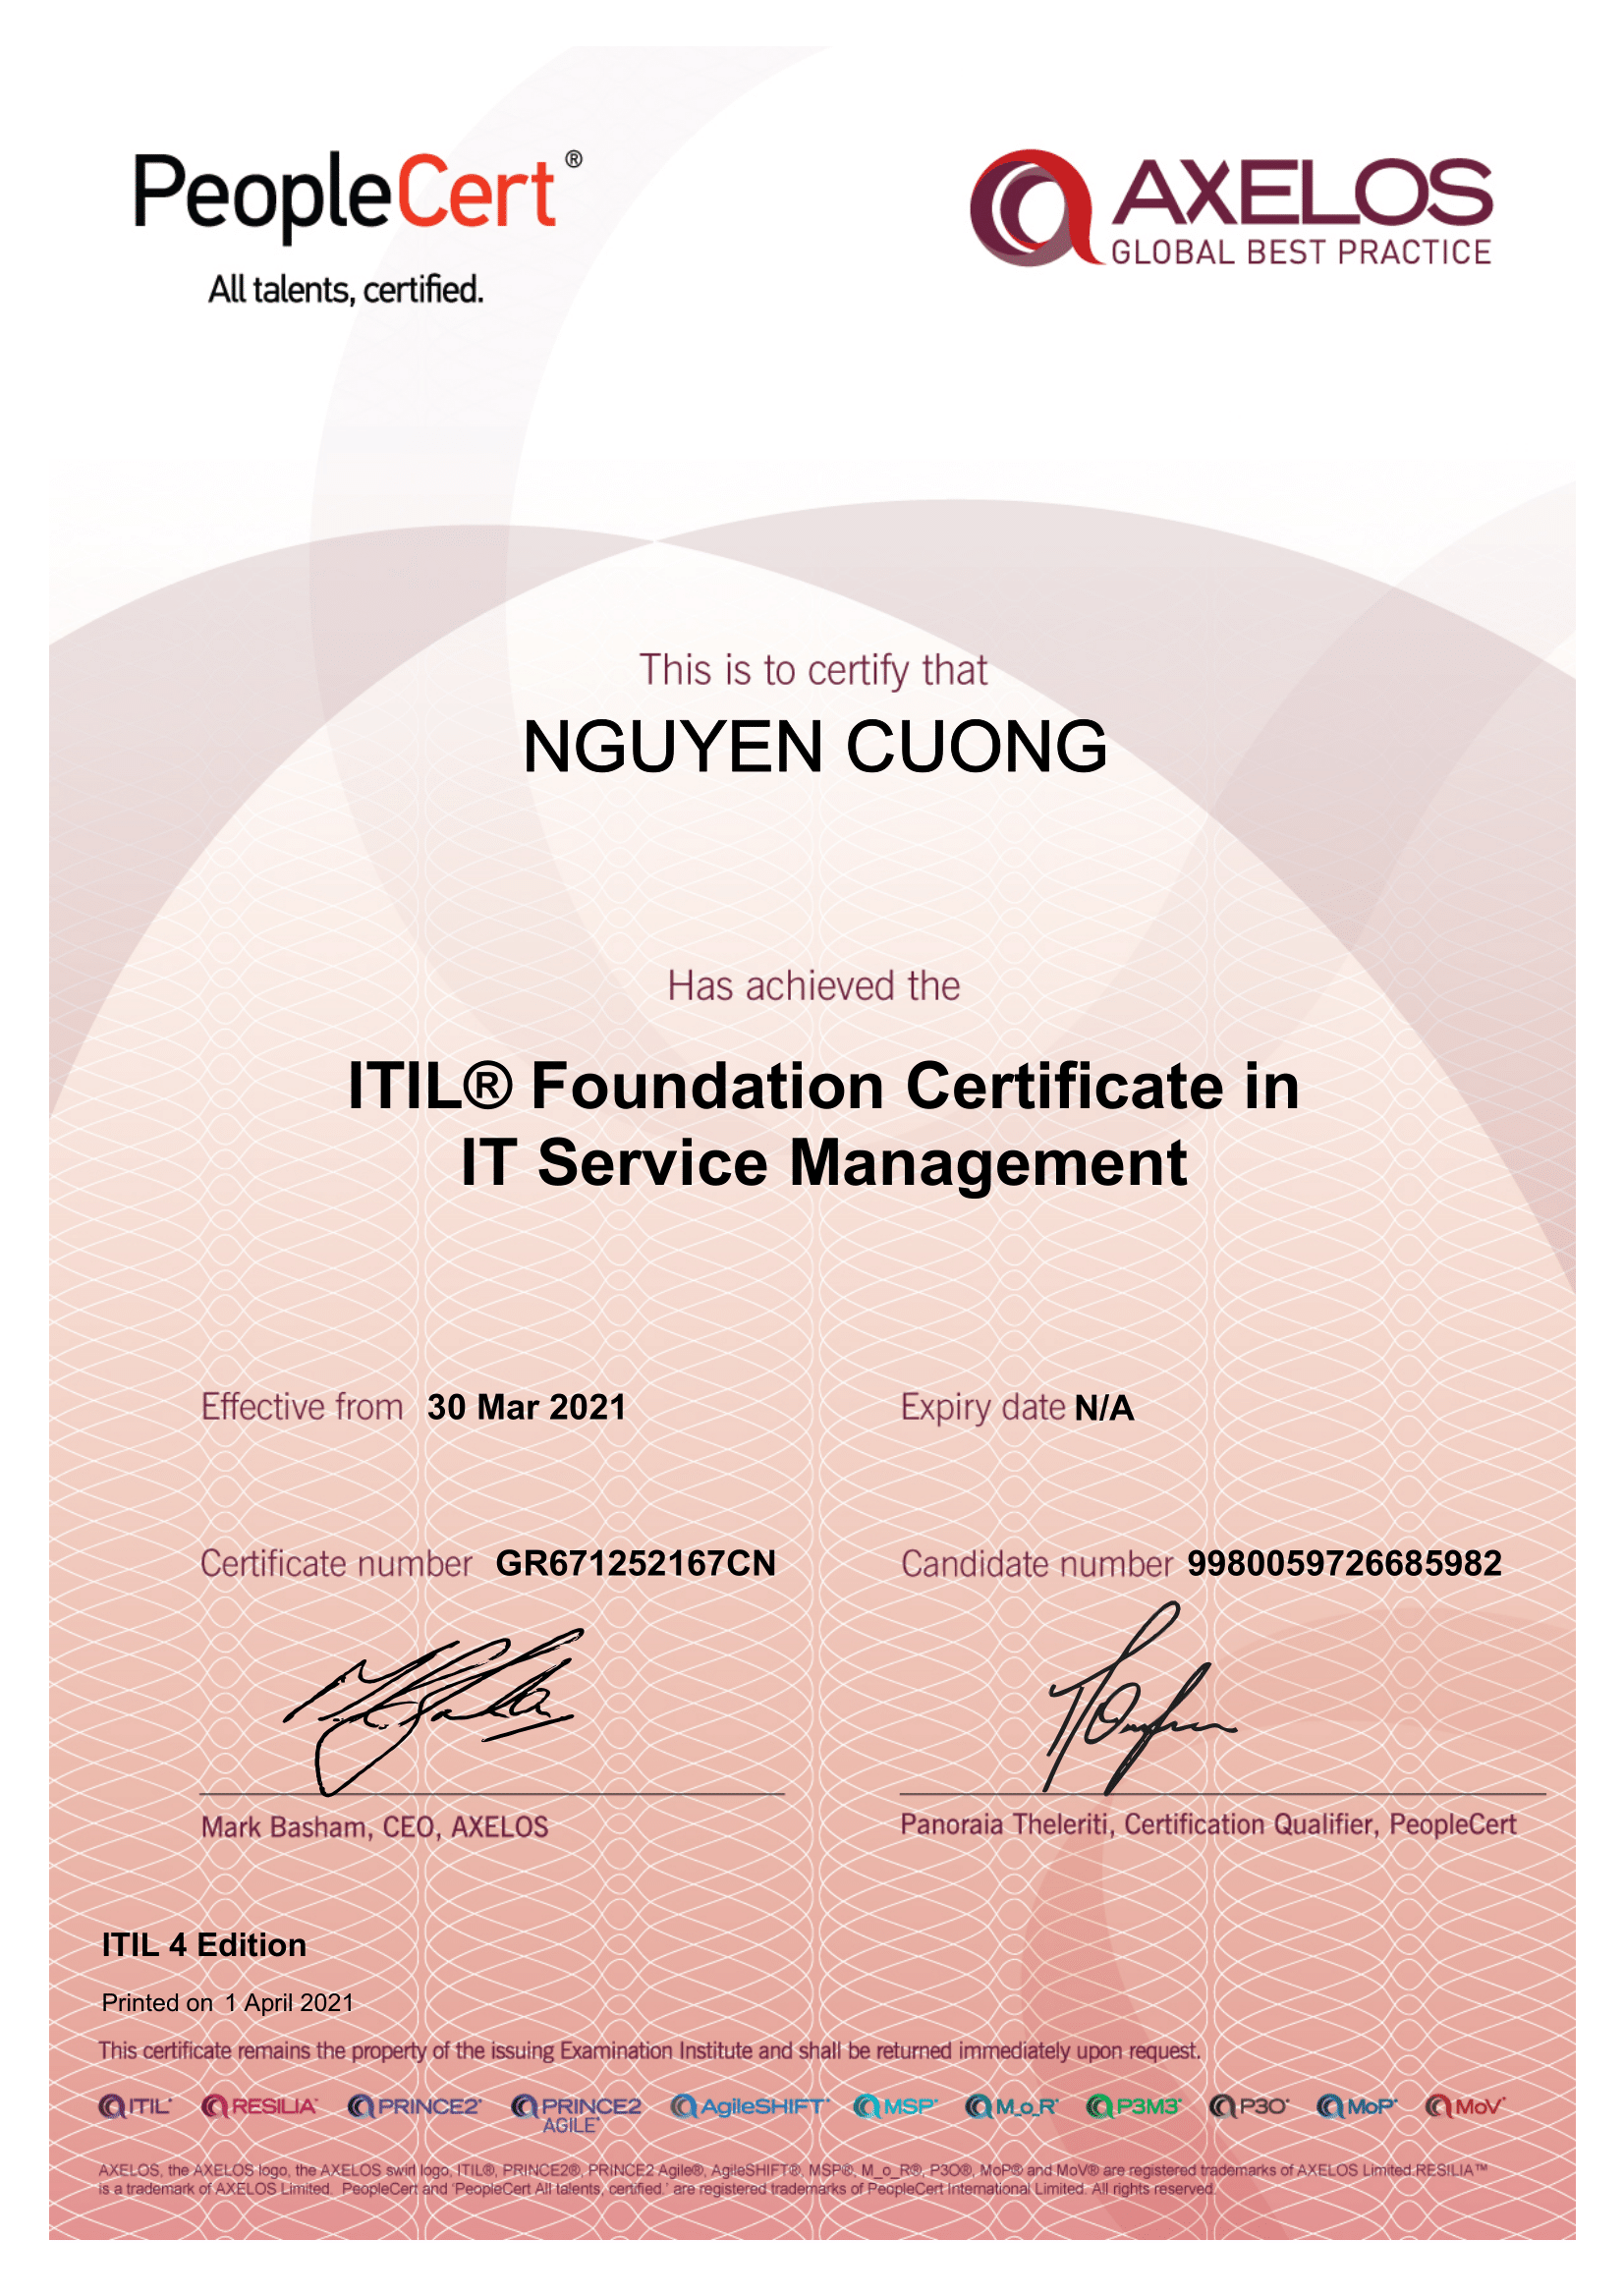 PeopleCert®
All talents, certified.
AXELOS
GLOBAL BEST PRACTICE
This is to certify that
NGUYEN CUONG
Has achieved the
ITIL® Foundation Certificate in
IT Service Management
Effective from 30 Mar 2021
Expiry date N/A
Certificate number GR671252167CN
Candidate number 9980059726685982
Mark Basham, CEO, AXELOS
Panoraia Theleriti, Certification Qualifier, PeopleCert
ITIL 4 Edition
Printed on 1 April 2021
This certificate remains the property of the issuing Examination Institute and shall be returned immediately upon request.
ITIL® RESILIA® PRINCE2® PRINCE2 AGILE® AgileSHIFT® MSP® M_o_R® P3M3® P3O® MoP® MoV®
AXELOS, the AXELOS logo, the AXELOS swirl logo, ITIL®, PRINCE2®, PRINCE2 Agile®, AgileSHIFT®, MSP®, M_o_R®, P3O®, MoP® and MoV® are registered trademarks of AXELOS Limited.RESILIA™
is a trademark of AXELOS Limited. PeopleCert and 'PeopleCert All talents, certified.' are registered trademarks of PeopleCert International Limited. All rights reserved.